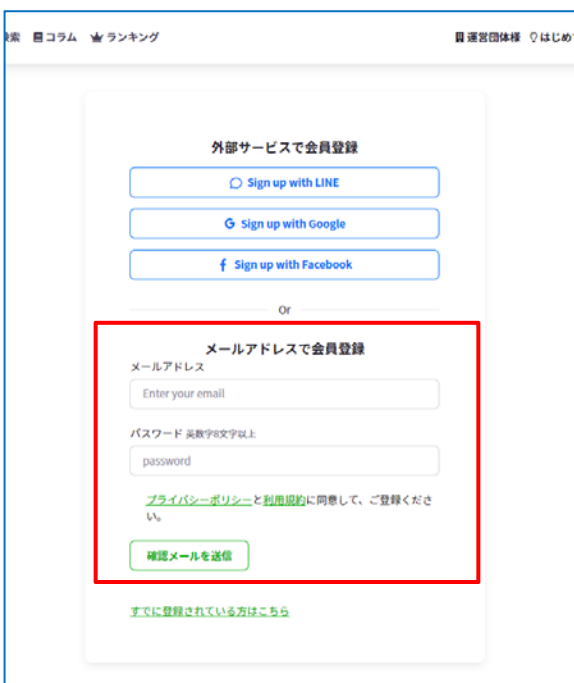 索 コラム ランキング 運営団体様 はじめ
外部サービスで会員登録
Sign up with LINE
G Sign up with Google
f Sign up with Facebook
Or
メールアドレスで会員登録
メールアドレス
Enter your email
パスワード 英数字8文字以上
password
プライバシーポリシーと利用規約に同意して、ご登録くださ
い。
確認メールを送信
すでに登録されている方はこちら